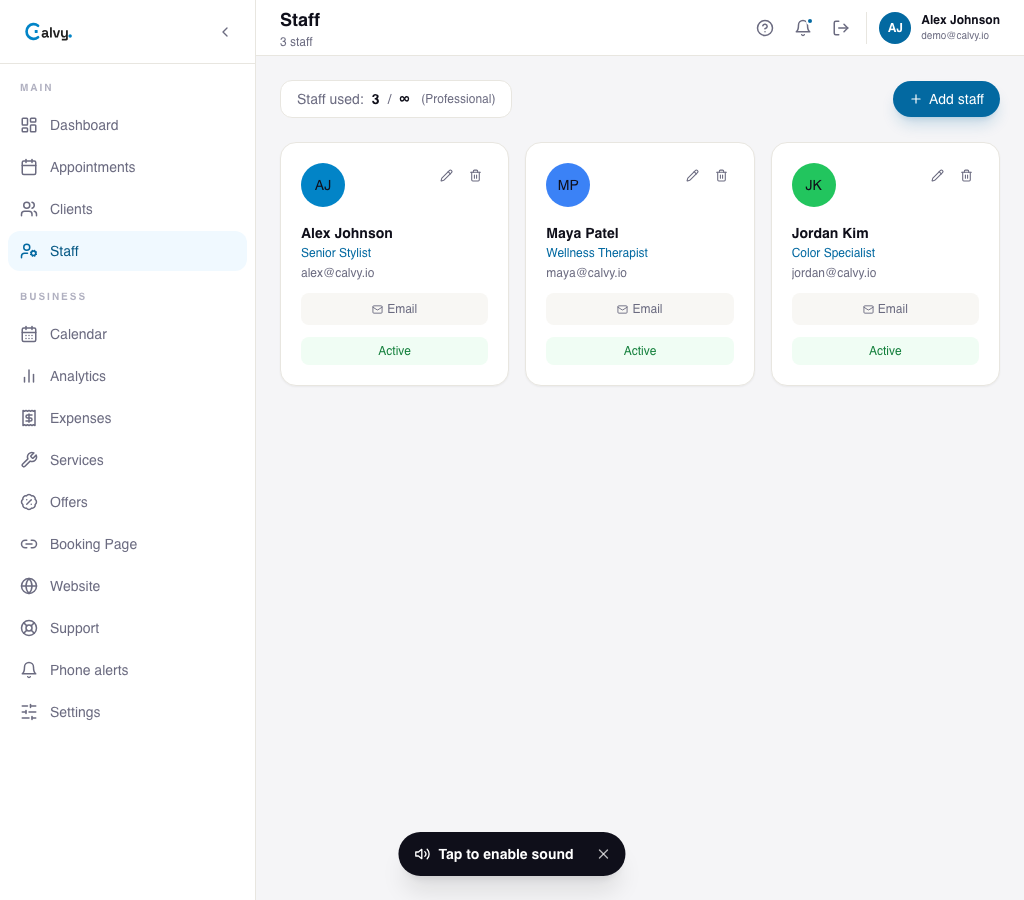 Calvy.
MAIN
Dashboard
Appointments
Clients
Staff
BUSINESS
Calendar
Analytics
Expenses
Services
Offers
Booking Page
Website
Support
Phone alerts
Settings
Staff
3 staff
AJ
Alex Johnson
demo@calvy.io
Staff used: 3 / ∞ (Professional)
+ Add staff
AJ
Alex Johnson
Senior Stylist
alex@calvy.io
Email
Active
MP
Maya Patel
Wellness Therapist
maya@calvy.io
Email
Active
JK
Jordan Kim
Color Specialist
jordan@calvy.io
Email
Active
Tap to enable sound